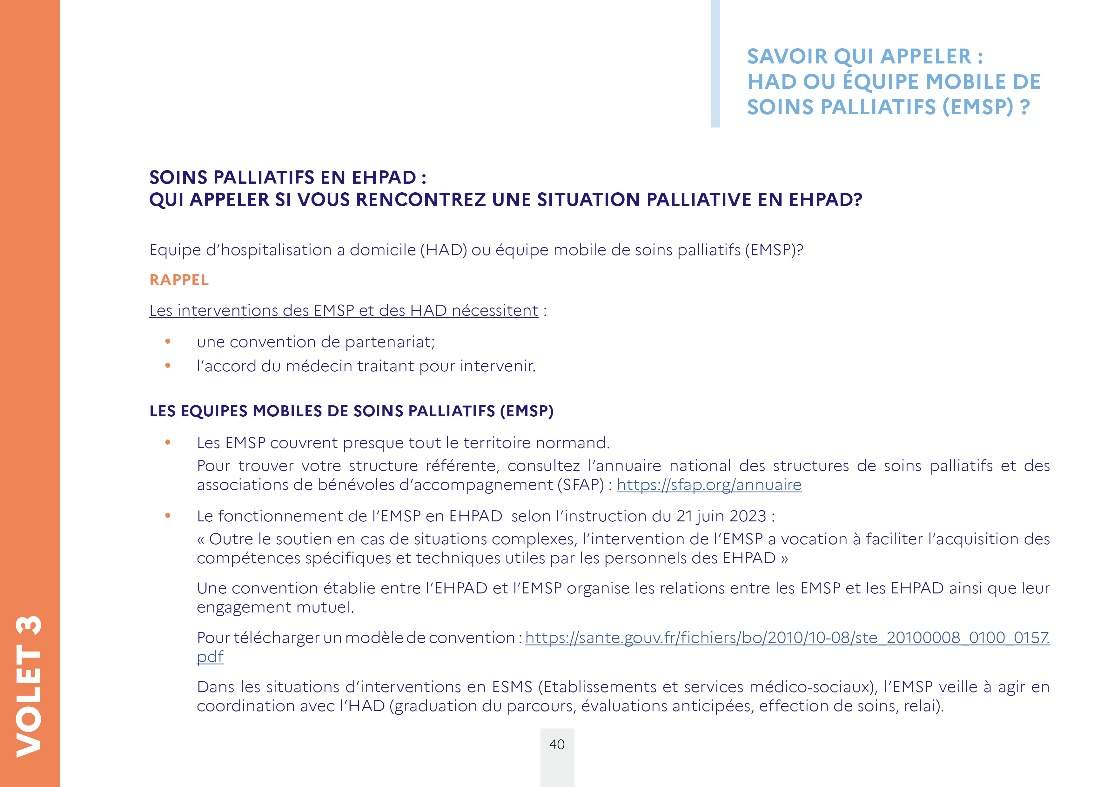 SAVOIR QUI APPELER :
HAD OU ÉQUIPE MOBILE DE
SOINS PALLIATIFS (EMSP) ?
SOINS PALLIATIFS EN EHPAD :
QUI APPELER SI VOUS RENCONTREZ UNE SITUATION PALLIATIVE EN EHPAD?
Equipe d’hospitalisation a domicile (HAD) ou équipe mobile de soins palliatifs (EMSP)?
RAPPEL
Les interventions des EMSP et des HAD nécessitent :
• une convention de partenariat;
• l’accord du médecin traitant pour intervenir.
LES EQUIPES MOBILES DE SOINS PALLIATIFS (EMSP)
• Les EMSP couvrent presque tout le territoire normand.
Pour trouver votre structure référente, consultez l’annuaire national des structures de soins palliatifs et des
associations de bénévoles d’accompagnement (SFAP) : https://sfap.org/annuaire
• Le fonctionnement de l’EMSP en EHPAD selon l’instruction du 21 juin 2023 :
« Outre le soutien en cas de situations complexes, l’intervention de l’EMSP a vocation à faciliter l’acquisition des
compétences spécifiques et techniques utiles par les personnels des EHPAD »
Une convention établie entre l’EHPAD et l’EMSP organise les relations entre les EMSP et les EHPAD ainsi que leur
engagement mutuel.
Pour télécharger un modèle de convention : https://sante.gouv.fr/fichiers/bo/2010/10-08/ste_20100008_0100_0157.
pdf
Dans les situations d’interventions en ESMS (Etablissements et services médico-sociaux), l’EMSP veille à agir en
coordination avec l’HAD (graduation du parcours, évaluations anticipées, effection de soins, relai).
VOLET 3
40